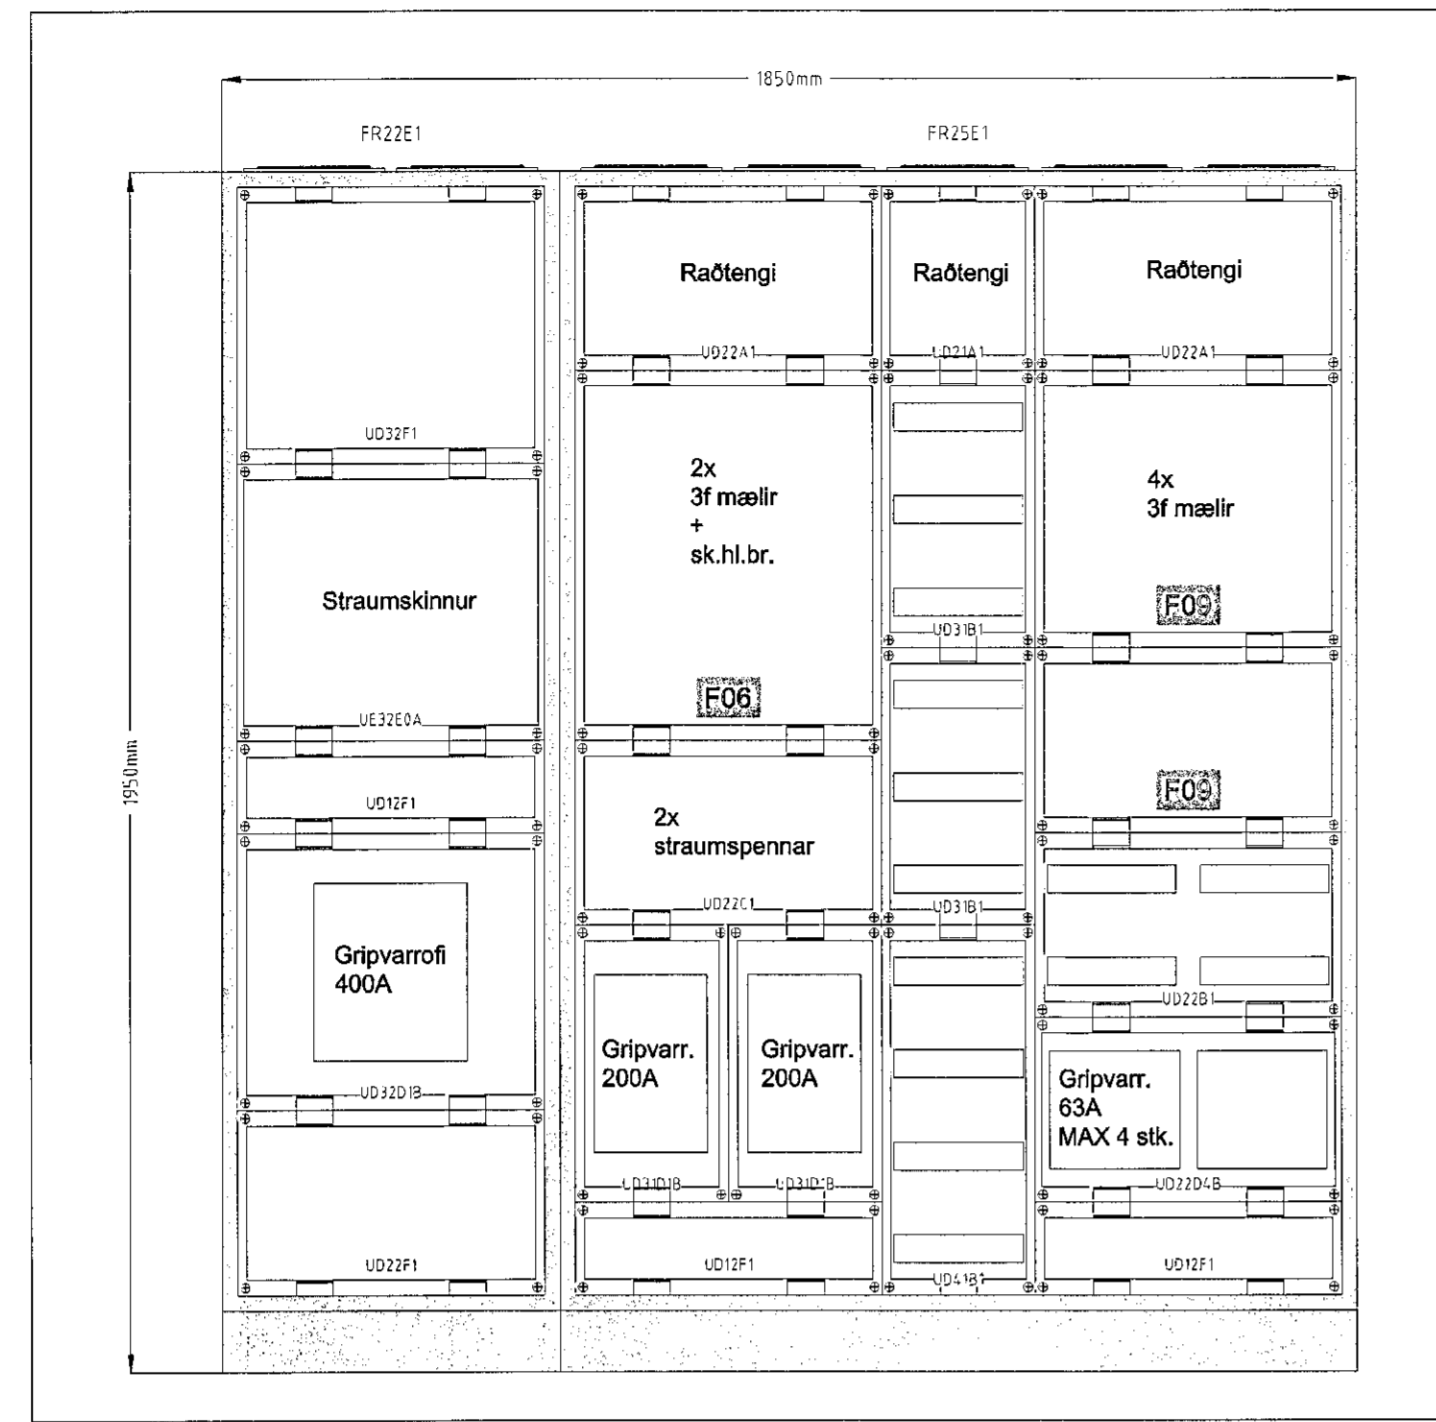 1850mm
FR22E1
FR25E1
1950mm
UD32F1
Straumskinnur
UE32E0A
UD12F1
Gripvarrofi
400A
UD32D1B
UD22F1
Raðtengi
UD22A1
2x
3f mælir
+
sk.hl.br.
F06
2x
straumspennar
UD22C1
Gripvarr.
200A
UD31D1B
Gripvarr.
200A
UD31D1B
UD12F1
Raðtengi
UD21A1
UD31B1
UD31B1
UD41B1
Raðtengi
UD22A1
4x
3f mælir
F09
F09
UD22B1
Gripvarr.
63A
MAX 4 stk.
UD22D4B
UD12F1